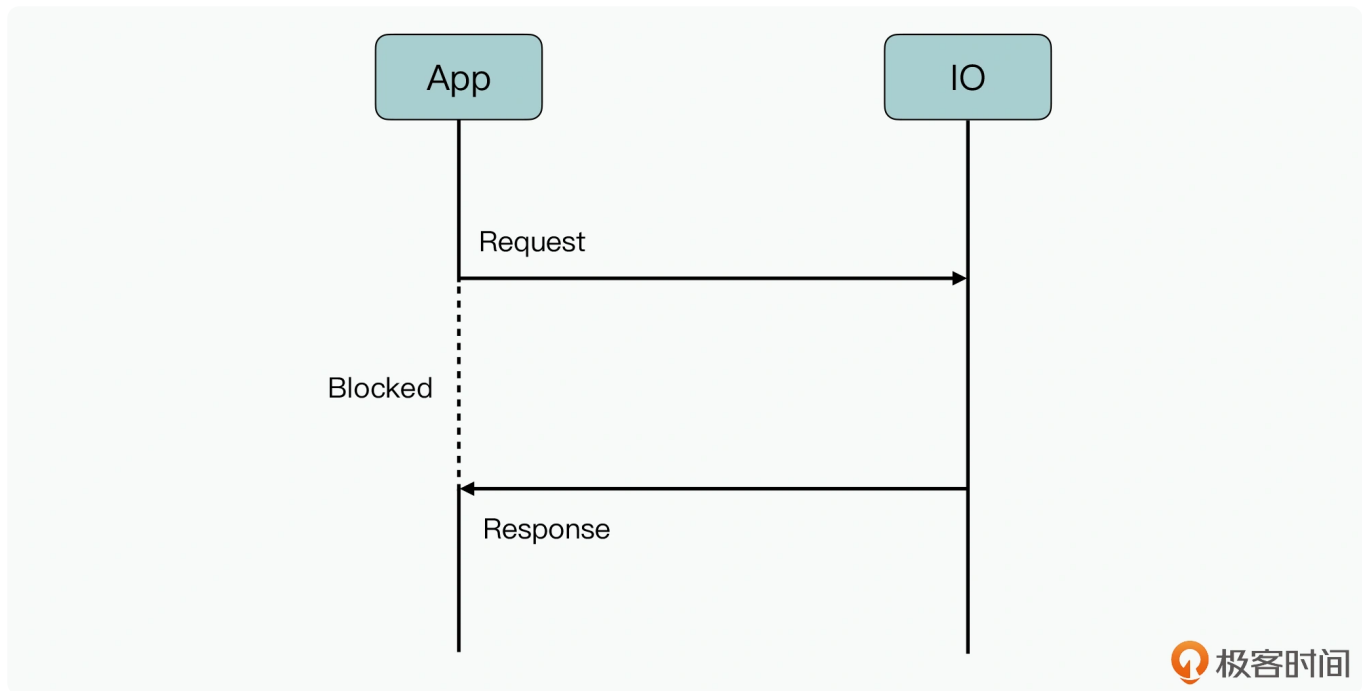 App
IO
Request
Blocked
Response
极客时间